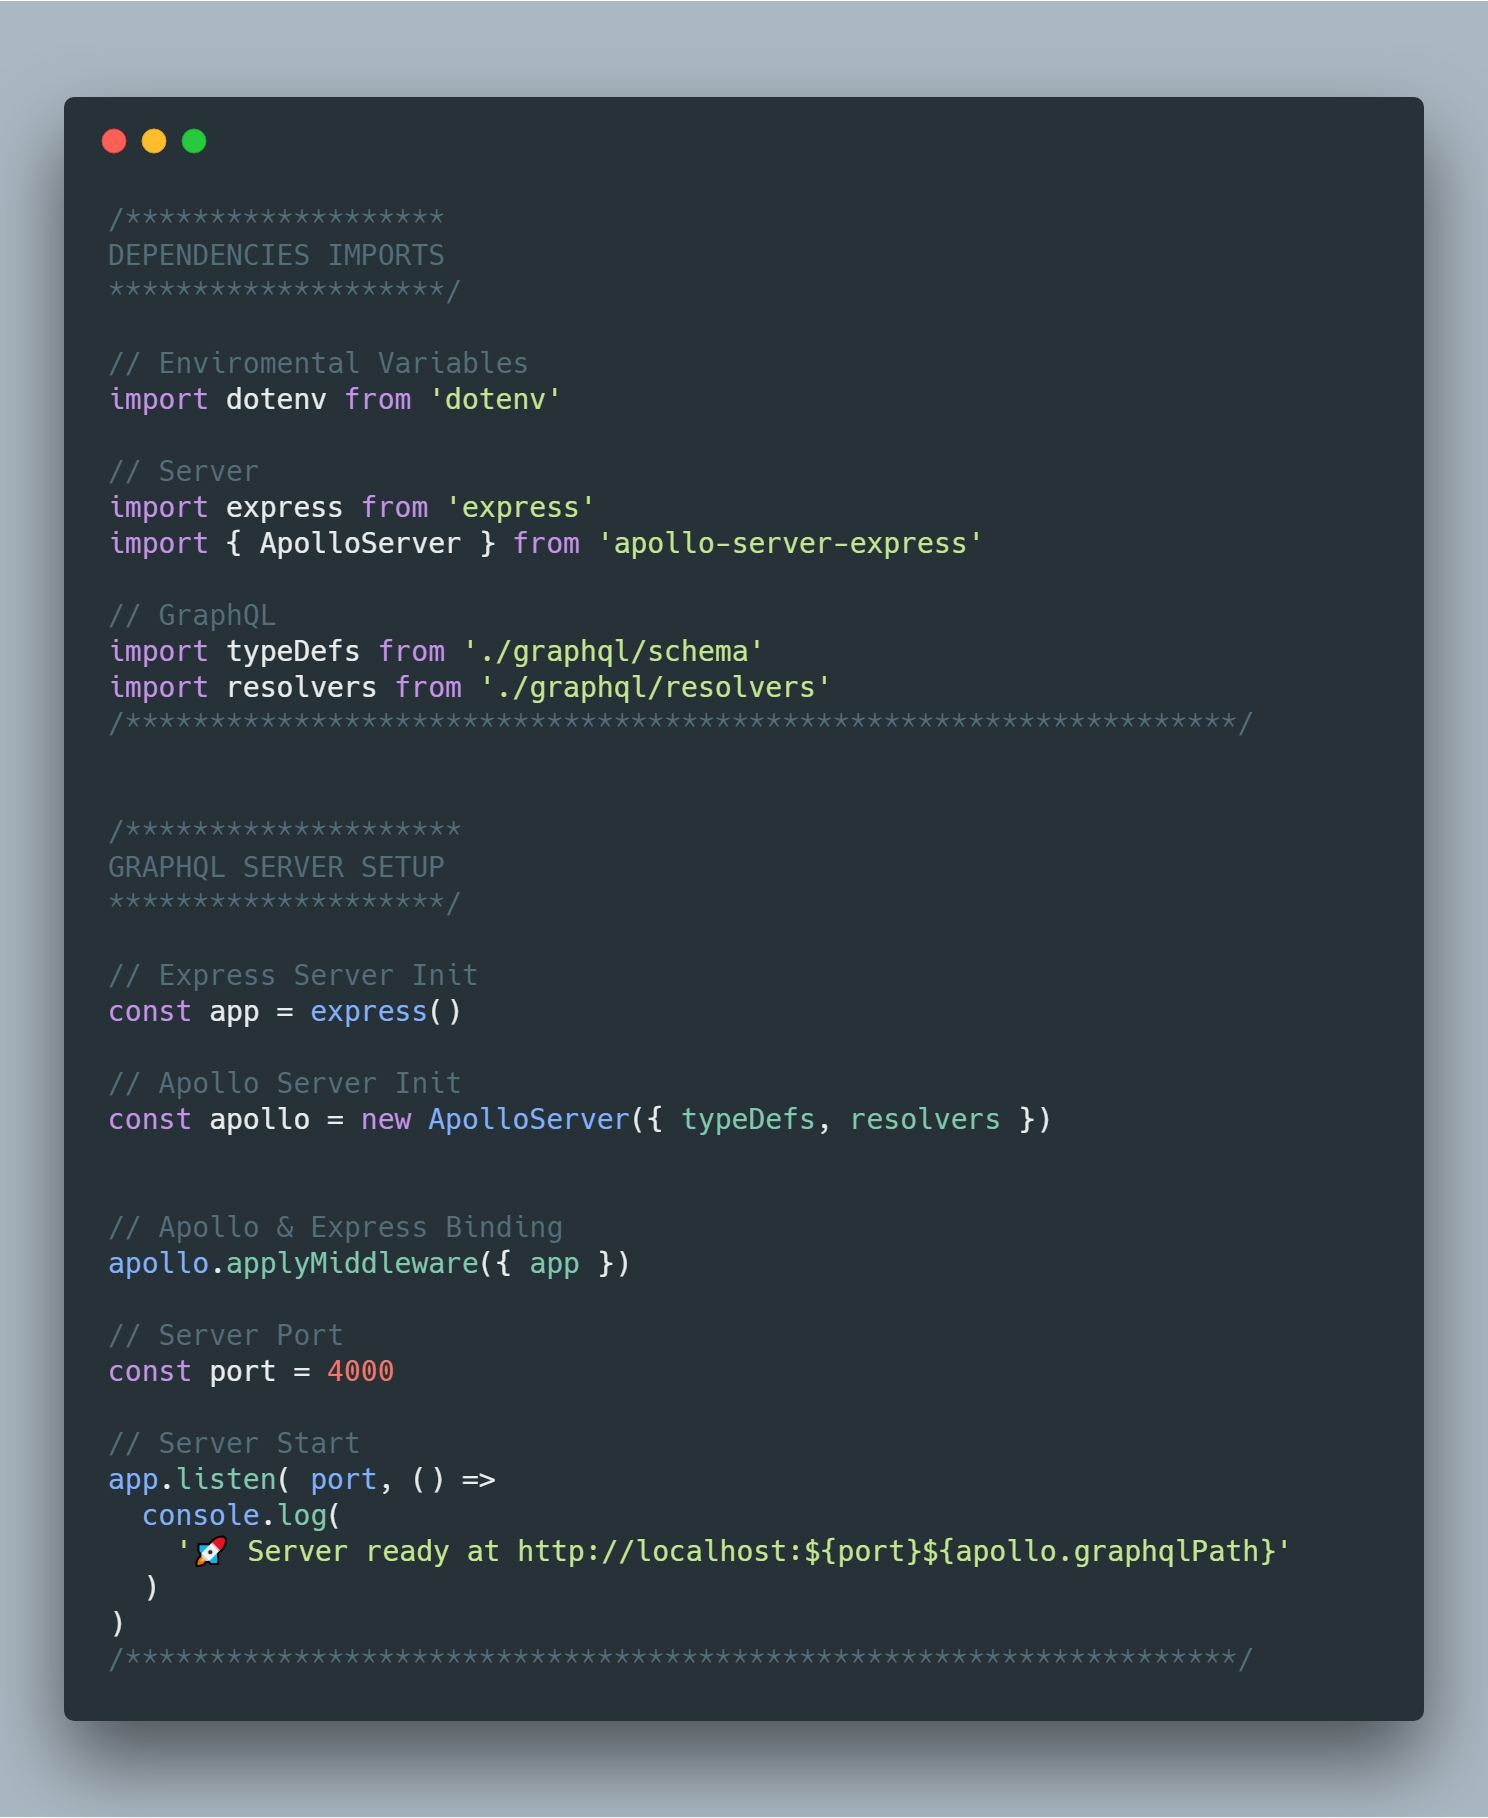 /*******************
DEPENDENCIES IMPORTS
********************/
// Enviromental Variables
import dotenv from 'dotenv'
// Server
import express from 'express'
import { ApolloServer } from 'apollo-server-express'
// GraphQL
import typeDefs from './graphql/schema'
import resolvers from './graphql/resolvers'
/******************************************************************/
/********************
GRAPHQL SERVER SETUP
********************/
// Express Server Init
const app = express()
// Apollo Server Init
const apollo = new ApolloServer({ typeDefs, resolvers })
// Apollo & Express Binding
apollo.applyMiddleware({ app })
// Server Port
const port = 4000
// Server Start
app.listen( port, () =>
  console.log(
    '🚀 Server ready at http://localhost:${port}${apollo.graphqlPath}'
  )
)
/******************************************************************/